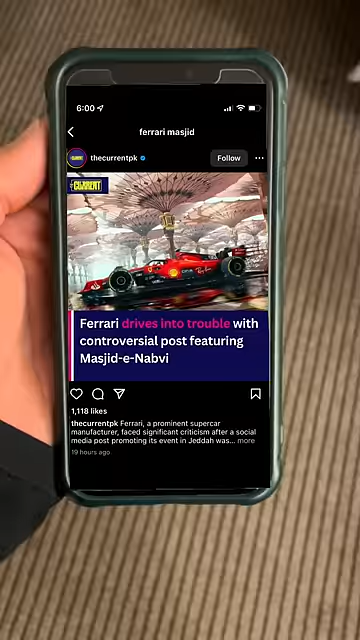 6:00
ferrari masjid
thecurrentpk
Follow
THE CURRENT
Ferrari drives into trouble with
controversial post featuring
Masjid-e-Nabvi
1,118 likes
thecurrentpk Ferrari, a prominent supercar
manufacturer, faced significant criticism after a social
media post promoting its event in Jeddah was... more
19 hours ago